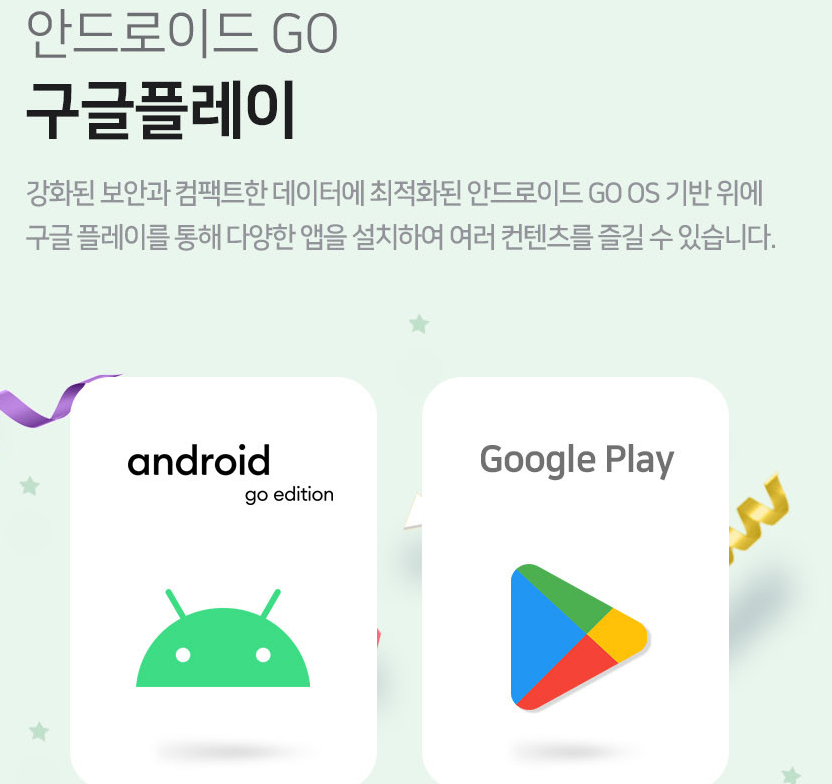 안드로이드 GO
구글플레이
강화된 보안과 컴팩트한 데이터에 최적화된 안드로이드 GO OS 기반 위에
구글 플레이를 통해 다양한 앱을 설치하여 여러 컨텐츠를 즐길 수 있습니다.
android
go edition
Google Play